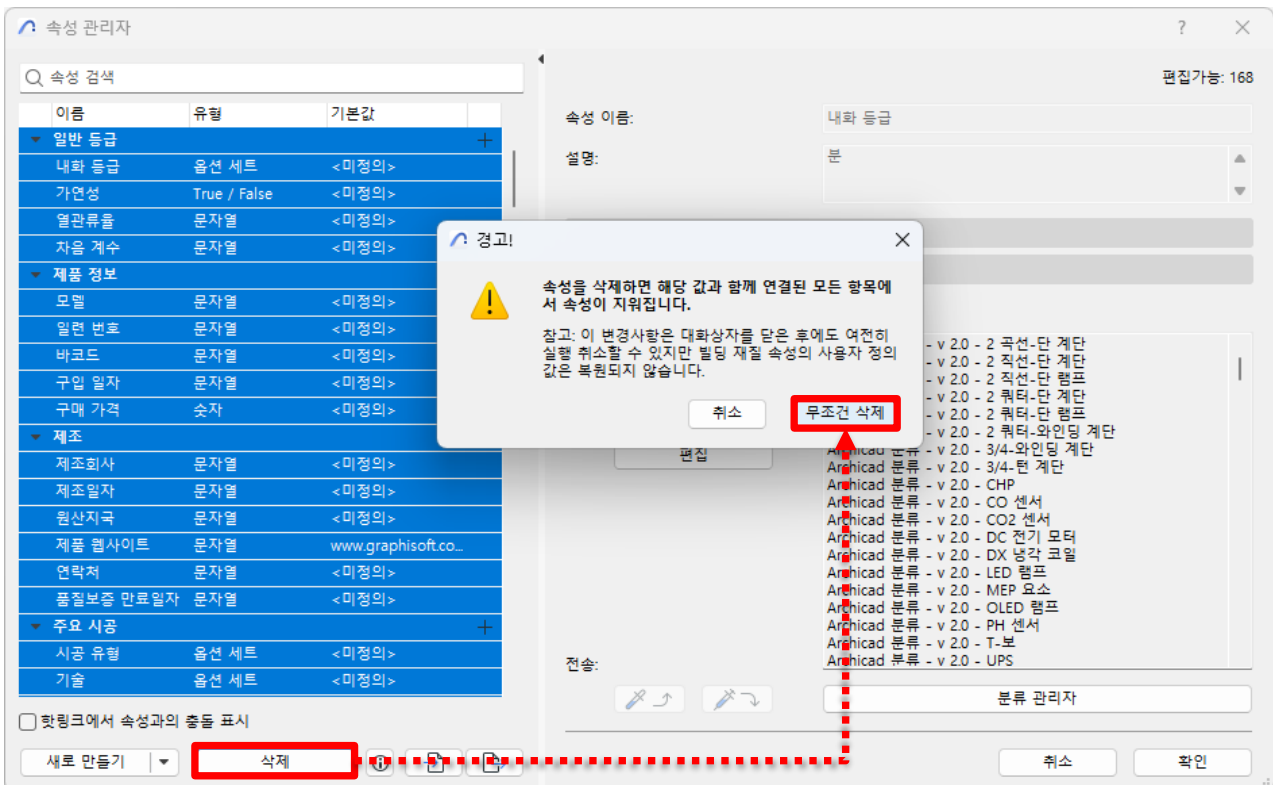 속성 관리자
?
속성 검색
편집가능: 168
이름 유형 기본값
일반 등급
내화 등급 옵션 세트 <미정의>
가연성 True / False <미정의>
열관류율 문자열 <미정의>
차음 계수 문자열 <미정의>
제품 정보
모델 문자열 <미정의>
일련 번호 문자열 <미정의>
바코드 문자열 <미정의>
구입 일자 문자열 <미정의>
구매 가격 숫자 <미정의>
제조
제조회사 문자열 <미정의>
제조일자 문자열 <미정의>
원산지국 문자열 <미정의>
제품 웹사이트 문자열 www.graphisoft.co...
연락처 문자열 <미정의>
품질보증 만료일자 문자열 <미정의>
주요 시공
시공 유형 옵션 세트 <미정의>
기술 옵션 세트 <미정의>
핫링크에서 속성과의 충돌 표시
새로 만들기 삭제
속성 이름: 내화 등급
설명: 분
경고!
속성을 삭제하면 해당 값과 함께 연결된 모든 항목에
서 속성이 지워집니다.
참고: 이 변경사항은 대화상자를 닫은 후에도 여전히
실행 취소할 수 있지만 빌딩 재질 속성의 사용자 정의
값은 복원되지 않습니다.
취소 무조건 삭제
편집
- v 2.0 - 2 곡선-단 계단
- v 2.0 - 2 직선-단 계단
- v 2.0 - 2 직선-단 램프
- v 2.0 - 2 쿼터-단 계단
- v 2.0 - 2 쿼터-단 램프
- v 2.0 - 2 쿼터-와인딩 계단
Archicad 분류 - v 2.0 - 3/4-와인딩 계단
Archicad 분류 - v 2.0 - 3/4-턴 계단
Archicad 분류 - v 2.0 - CHP
Archicad 분류 - v 2.0 - CO 센서
Archicad 분류 - v 2.0 - CO2 센서
Archicad 분류 - v 2.0 - DC 전기 모터
Archicad 분류 - v 2.0 - DX 냉각 코일
Archicad 분류 - v 2.0 - LED 램프
Archicad 분류 - v 2.0 - MEP 요소
Archicad 분류 - v 2.0 - OLED 램프
Archicad 분류 - v 2.0 - PH 센서
Archicad 분류 - v 2.0 - T-보
Archicad 분류 - v 2.0 - UPS
전송:
분류 관리자
취소 확인